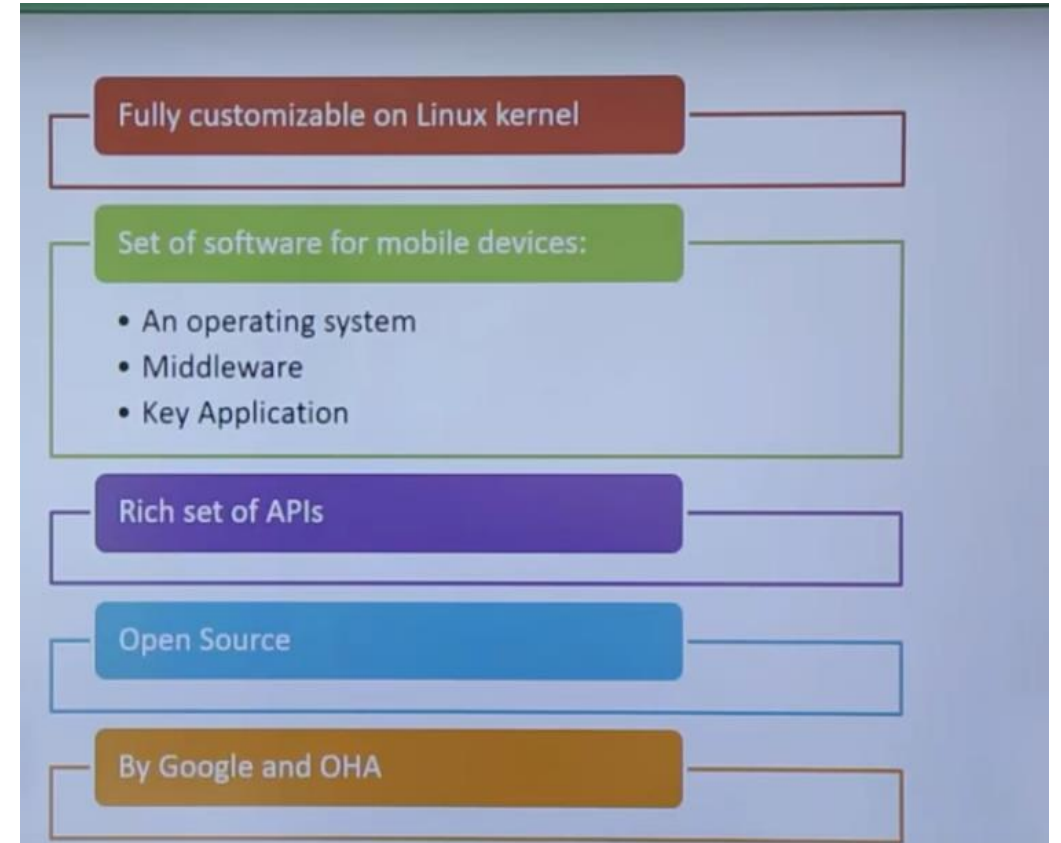 Fully customizable on Linux kernel
Set of software for mobile devices:
• An operating system
• Middleware
• Key Application
Rich set of APIs
Open Source
By Google and OHA